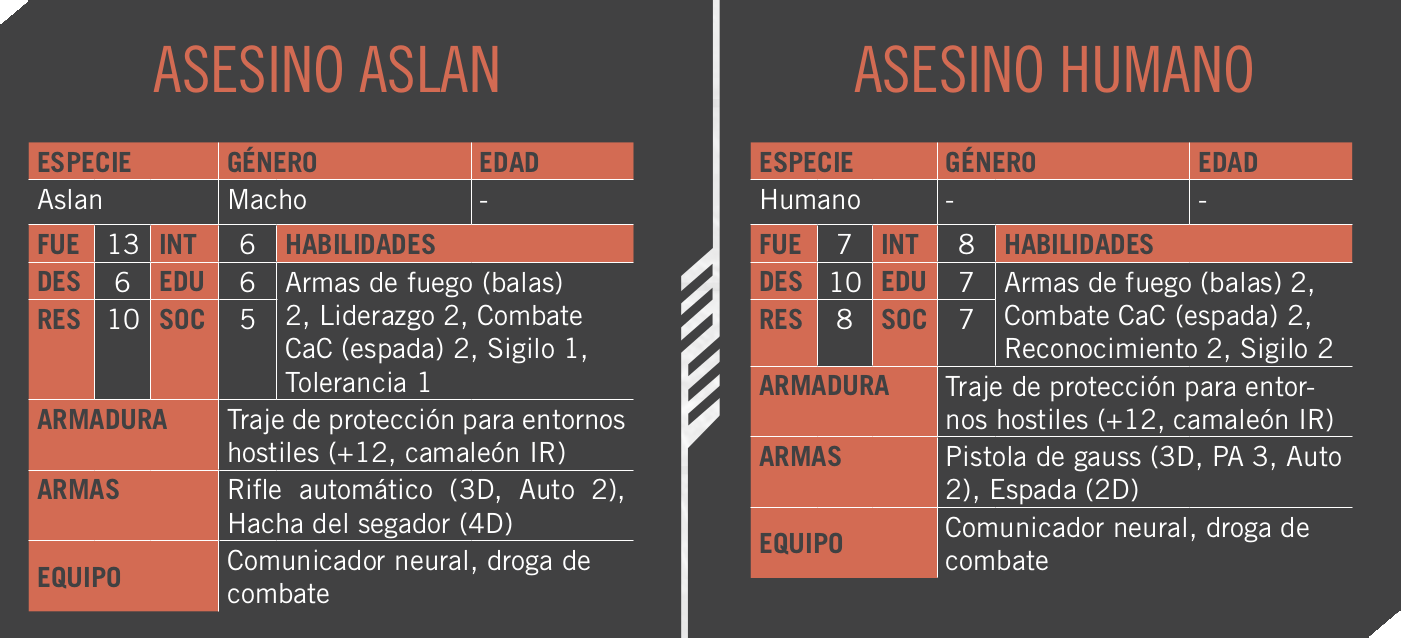 ASESINO ASLAN
ESPECIE GÉNERO EDAD
Aslan Macho -
FUE 13 INT 6 HABILIDADES
DES 6 EDU 6 Armas de fuego (balas)
RES 10 SOC 5 2, Liderazgo 2, Combate
CaC (espada) 2, Sigilo 1,
Tolerancia 1
ARMADURA Traje de protección para entornos
hostiles (+12, camaleón IR)
ARMAS Rifle automático (3D, Auto 2),
Hacha del segador (4D)
EQUIPO Comunicador neural, droga de
combate
ASESINO HUMANO
ESPECIE GÉNERO EDAD
Humano - -
FUE 7 INT 8 HABILIDADES
DES 10 EDU 7 Armas de fuego (balas) 2,
RES 8 SOC 7 Combate CaC (espada) 2,
Reconocimiento 2, Sigilo 2
ARMADURA Traje de protección para entor-
nos hostiles (+12, camaleón IR)
ARMAS Pistola de gauss (3D, PA 3, Auto
2), Espada (2D)
EQUIPO Comunicador neural, droga de
combate